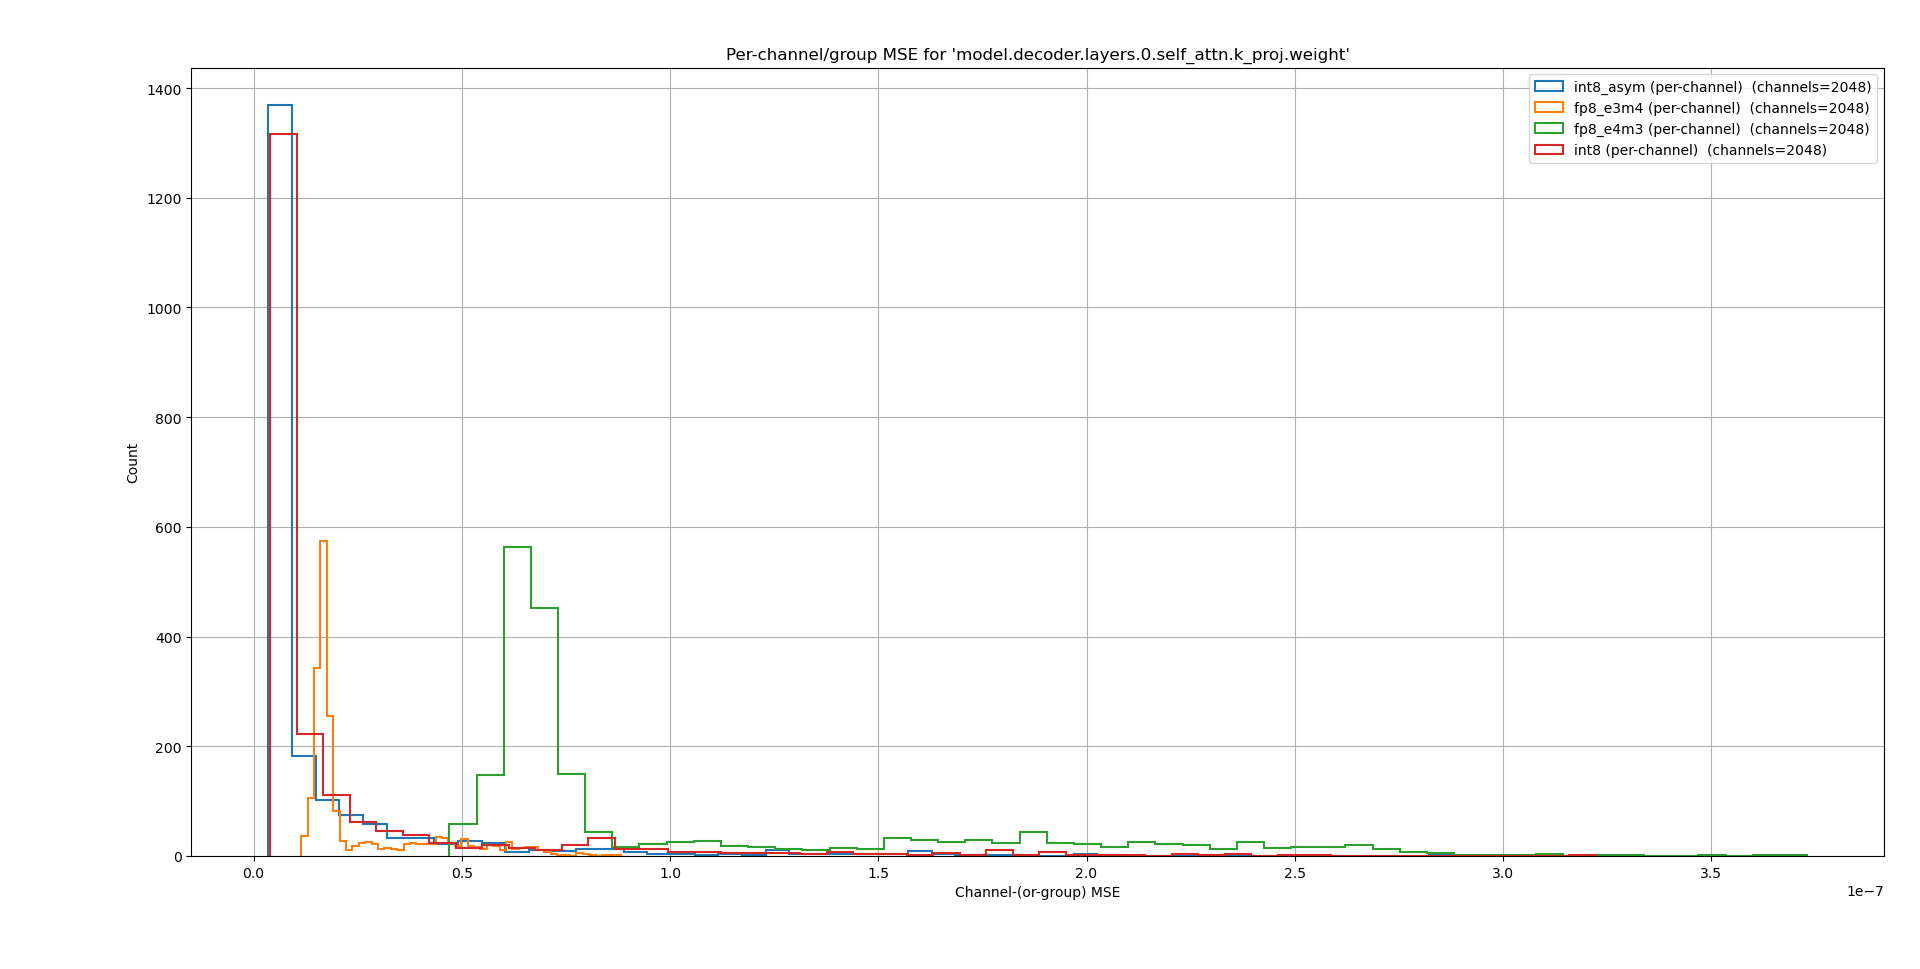 Per-channel/group MSE for 'model.decoder.layers.0.self_attn.k_proj.weight'
int8_asym (per-channel)  (channels=2048)
fp8_e3m4 (per-channel)  (channels=2048)
fp8_e4m3 (per-channel)  (channels=2048)
int8 (per-channel)  (channels=2048)
1400
1200
1000
800
600
400
200
0
Count
0.0 0.5 1.0 1.5 2.0 2.5 3.0 3.5
1e−7
Channel-(or-group) MSE